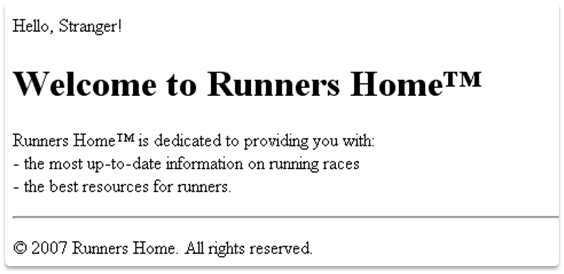 Hello, Stranger!
Welcome to Runners Home™
Runners Home™ is dedicated to providing you with:
- the most up-to-date information on running races
- the best resources for runners.
© 2007 Runners Home. All rights reserved.